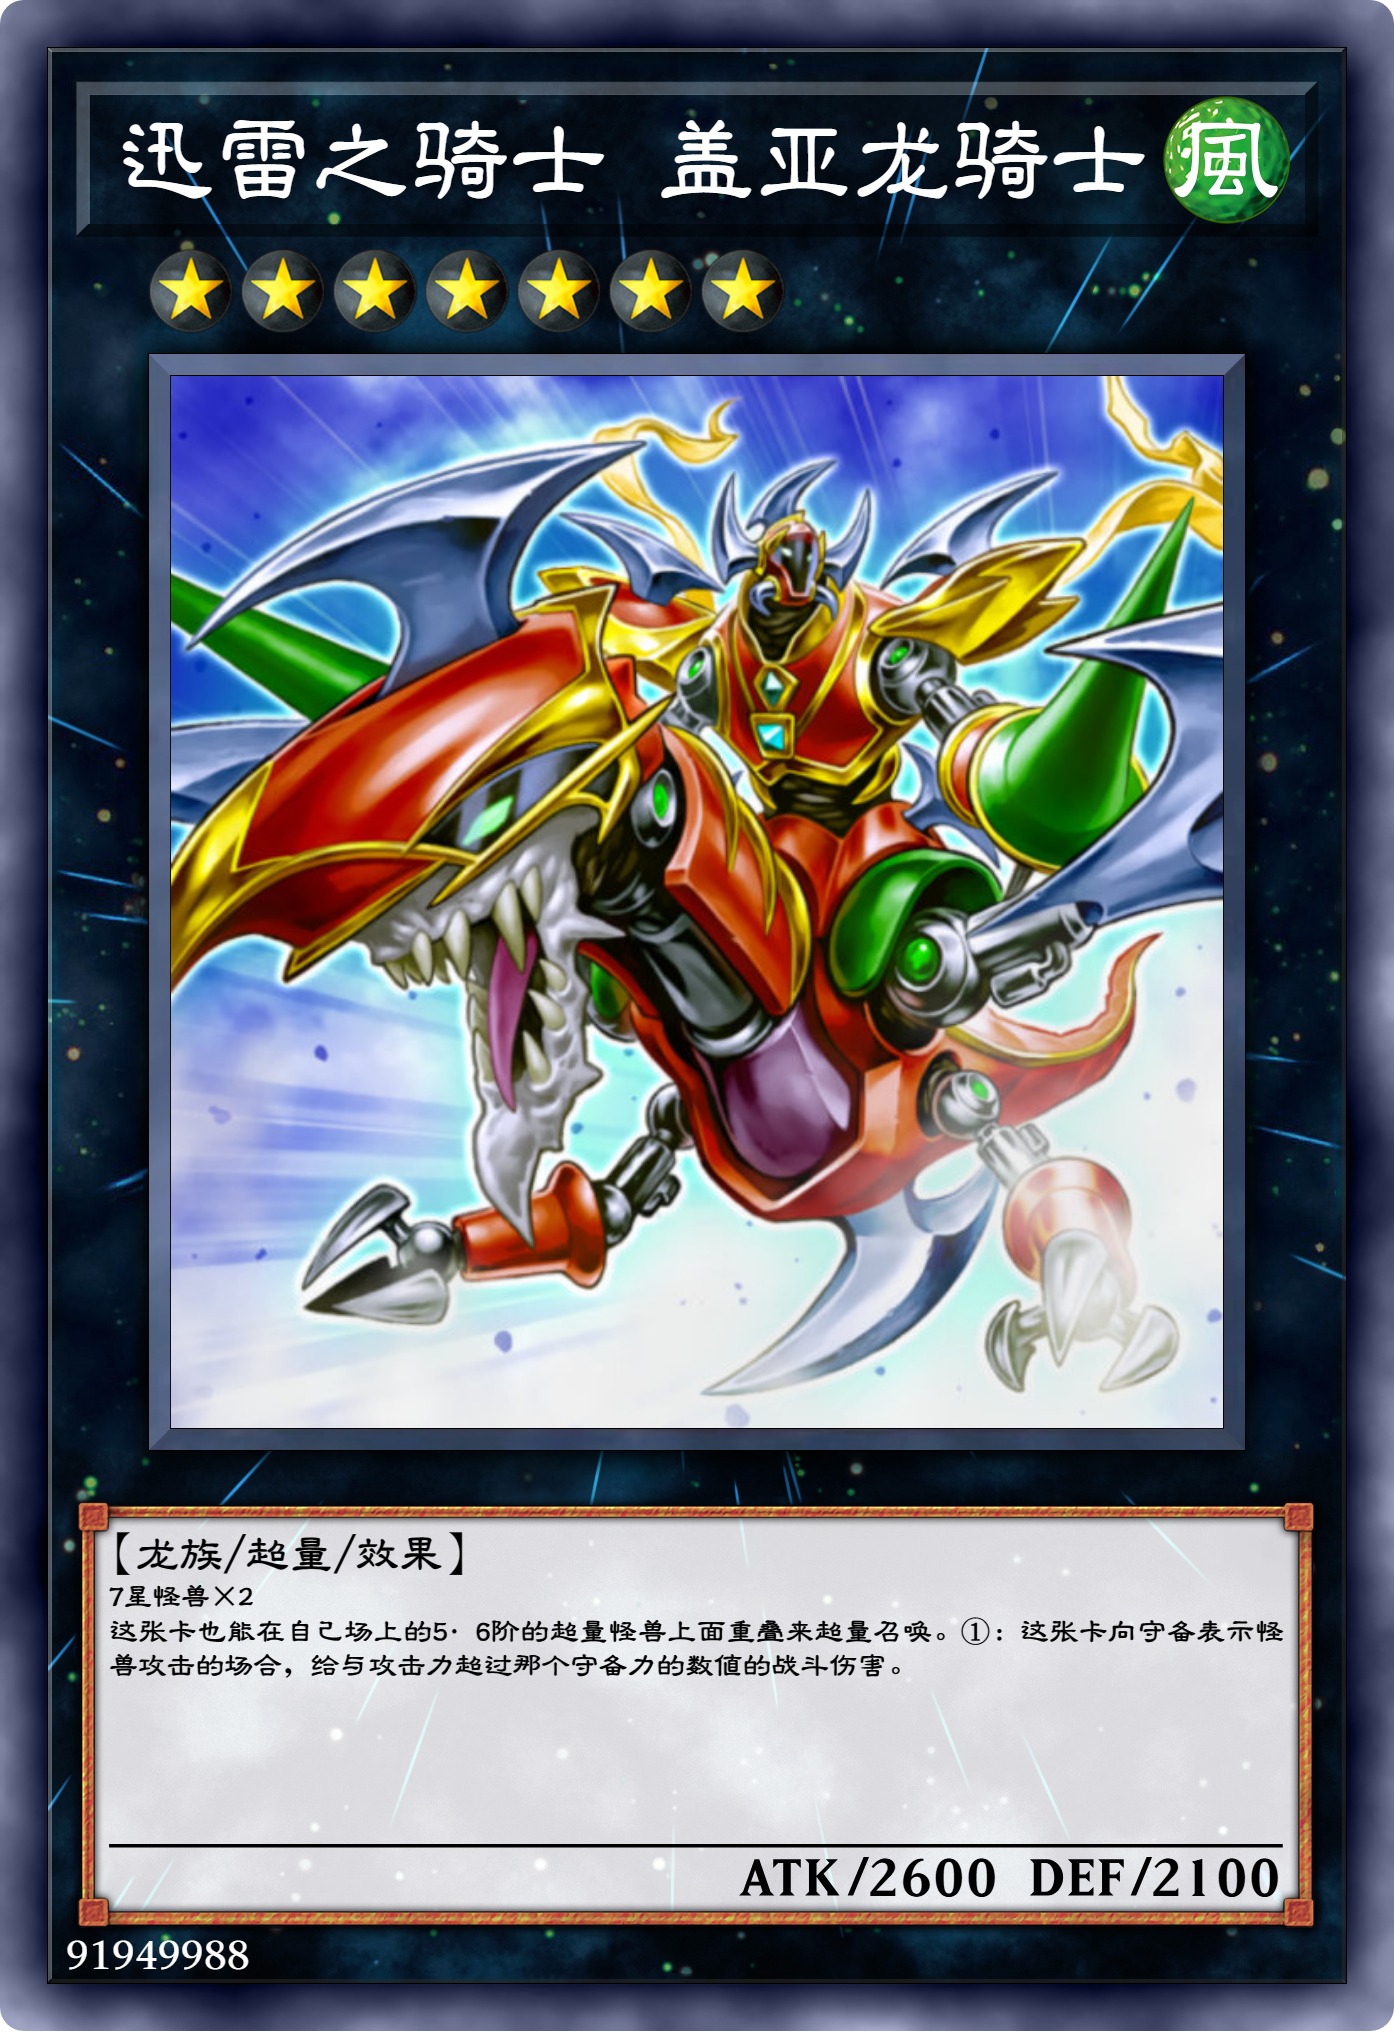 迅雷之骑士 盖亚龙骑士 風
【龙族/超量/效果】
7星怪兽×2
这张卡也能在自己场上的5·6阶的超量怪兽上面重叠来超量召唤。①：这张卡向守备表示怪
兽攻击的场合，给与攻击力超过那个守备力的数值的战斗伤害。
ATK/2600 DEF/2100
91949988